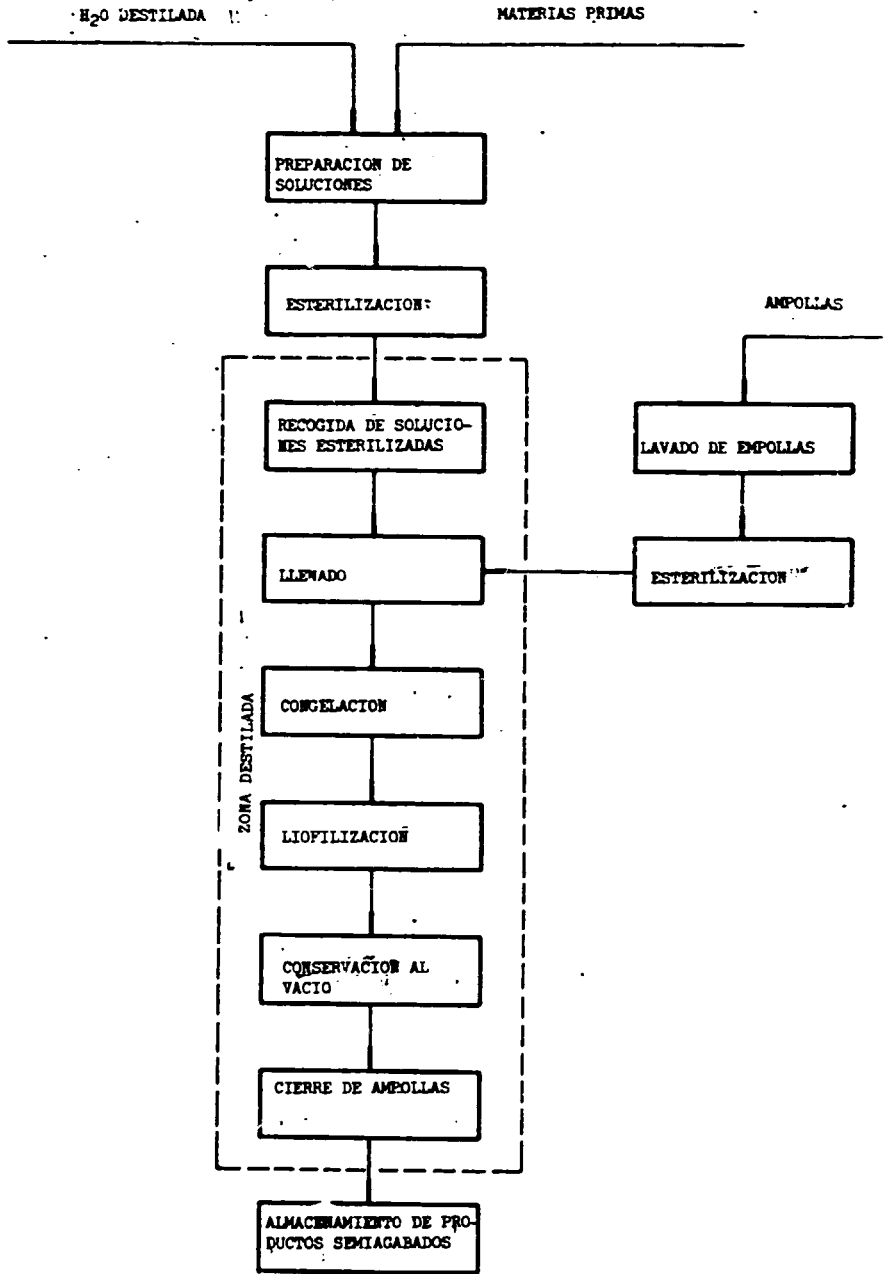 H2O DESTILADA
MATERIAS PRIMAS
PREPARACION DE
SOLUCIONES
ESTERILIZACION
AMPOLLAS
RECOGIDA DE SOLUCIO-
NES ESTERILIZADAS
LAVADO DE EMPOLLAS
LLENADO
ESTERILIZACION
CONGELACION
ZONA DESTILADA
LIOFILIZACION
CONSERVACION AL
VACIO
CIERRE DE AMPOLLAS
ALMACENAMIENTO DE PRO-
DUCTOS SEMIAGABADOS